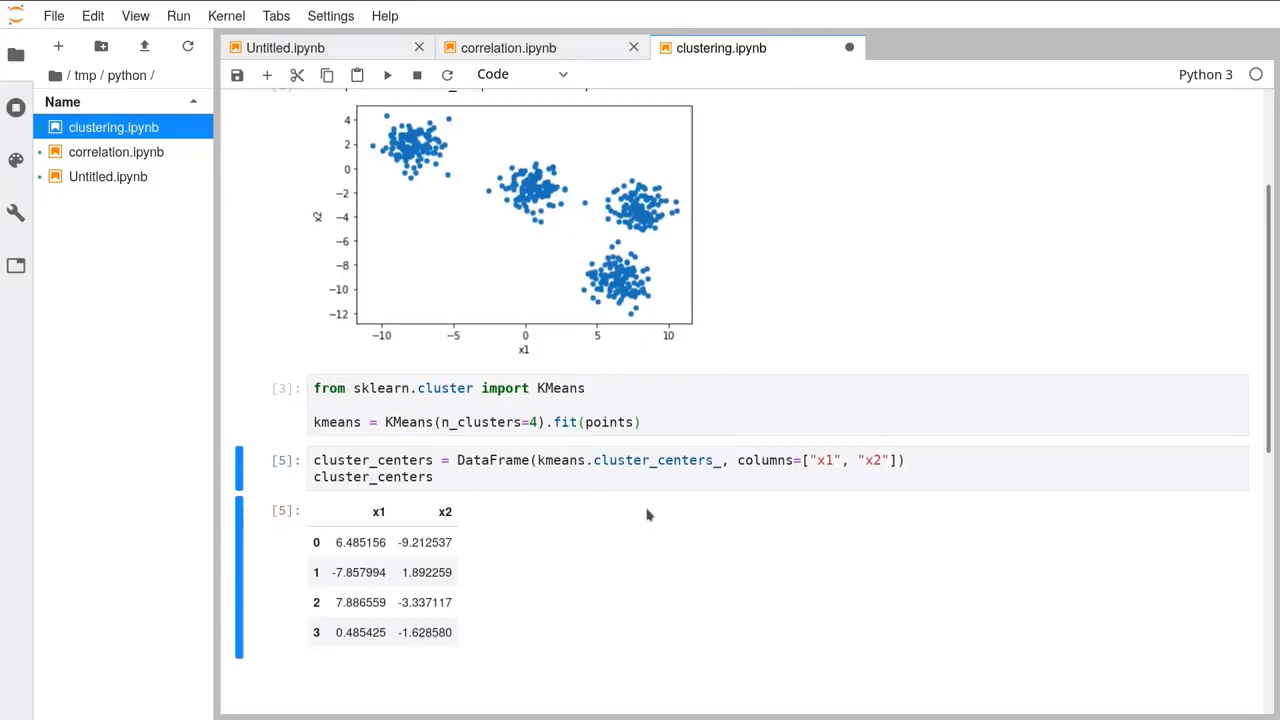 File Edit View Run Kernel Tabs Settings Help
/ tmp / python /
Name
clustering.ipynb
correlation.ipynb
Untitled.ipynb
Untitled.ipynb correlation.ipynb clustering.ipynb
Code Python 3
4
2
0
−2
−4
−6
−8
−10
−12
x2
−10 −5 0 5 10
x1
[3]: from sklearn.cluster import KMeans
kmeans = KMeans(n_clusters=4).fit(points)
[5]: cluster_centers = DataFrame(kmeans.cluster_centers_, columns=["x1", "x2"])
cluster_centers
[5]: x1 x2
0 6.485156 -9.212537
1 -7.857994 1.892259
2 7.886559 -3.337117
3 0.485425 -1.628580